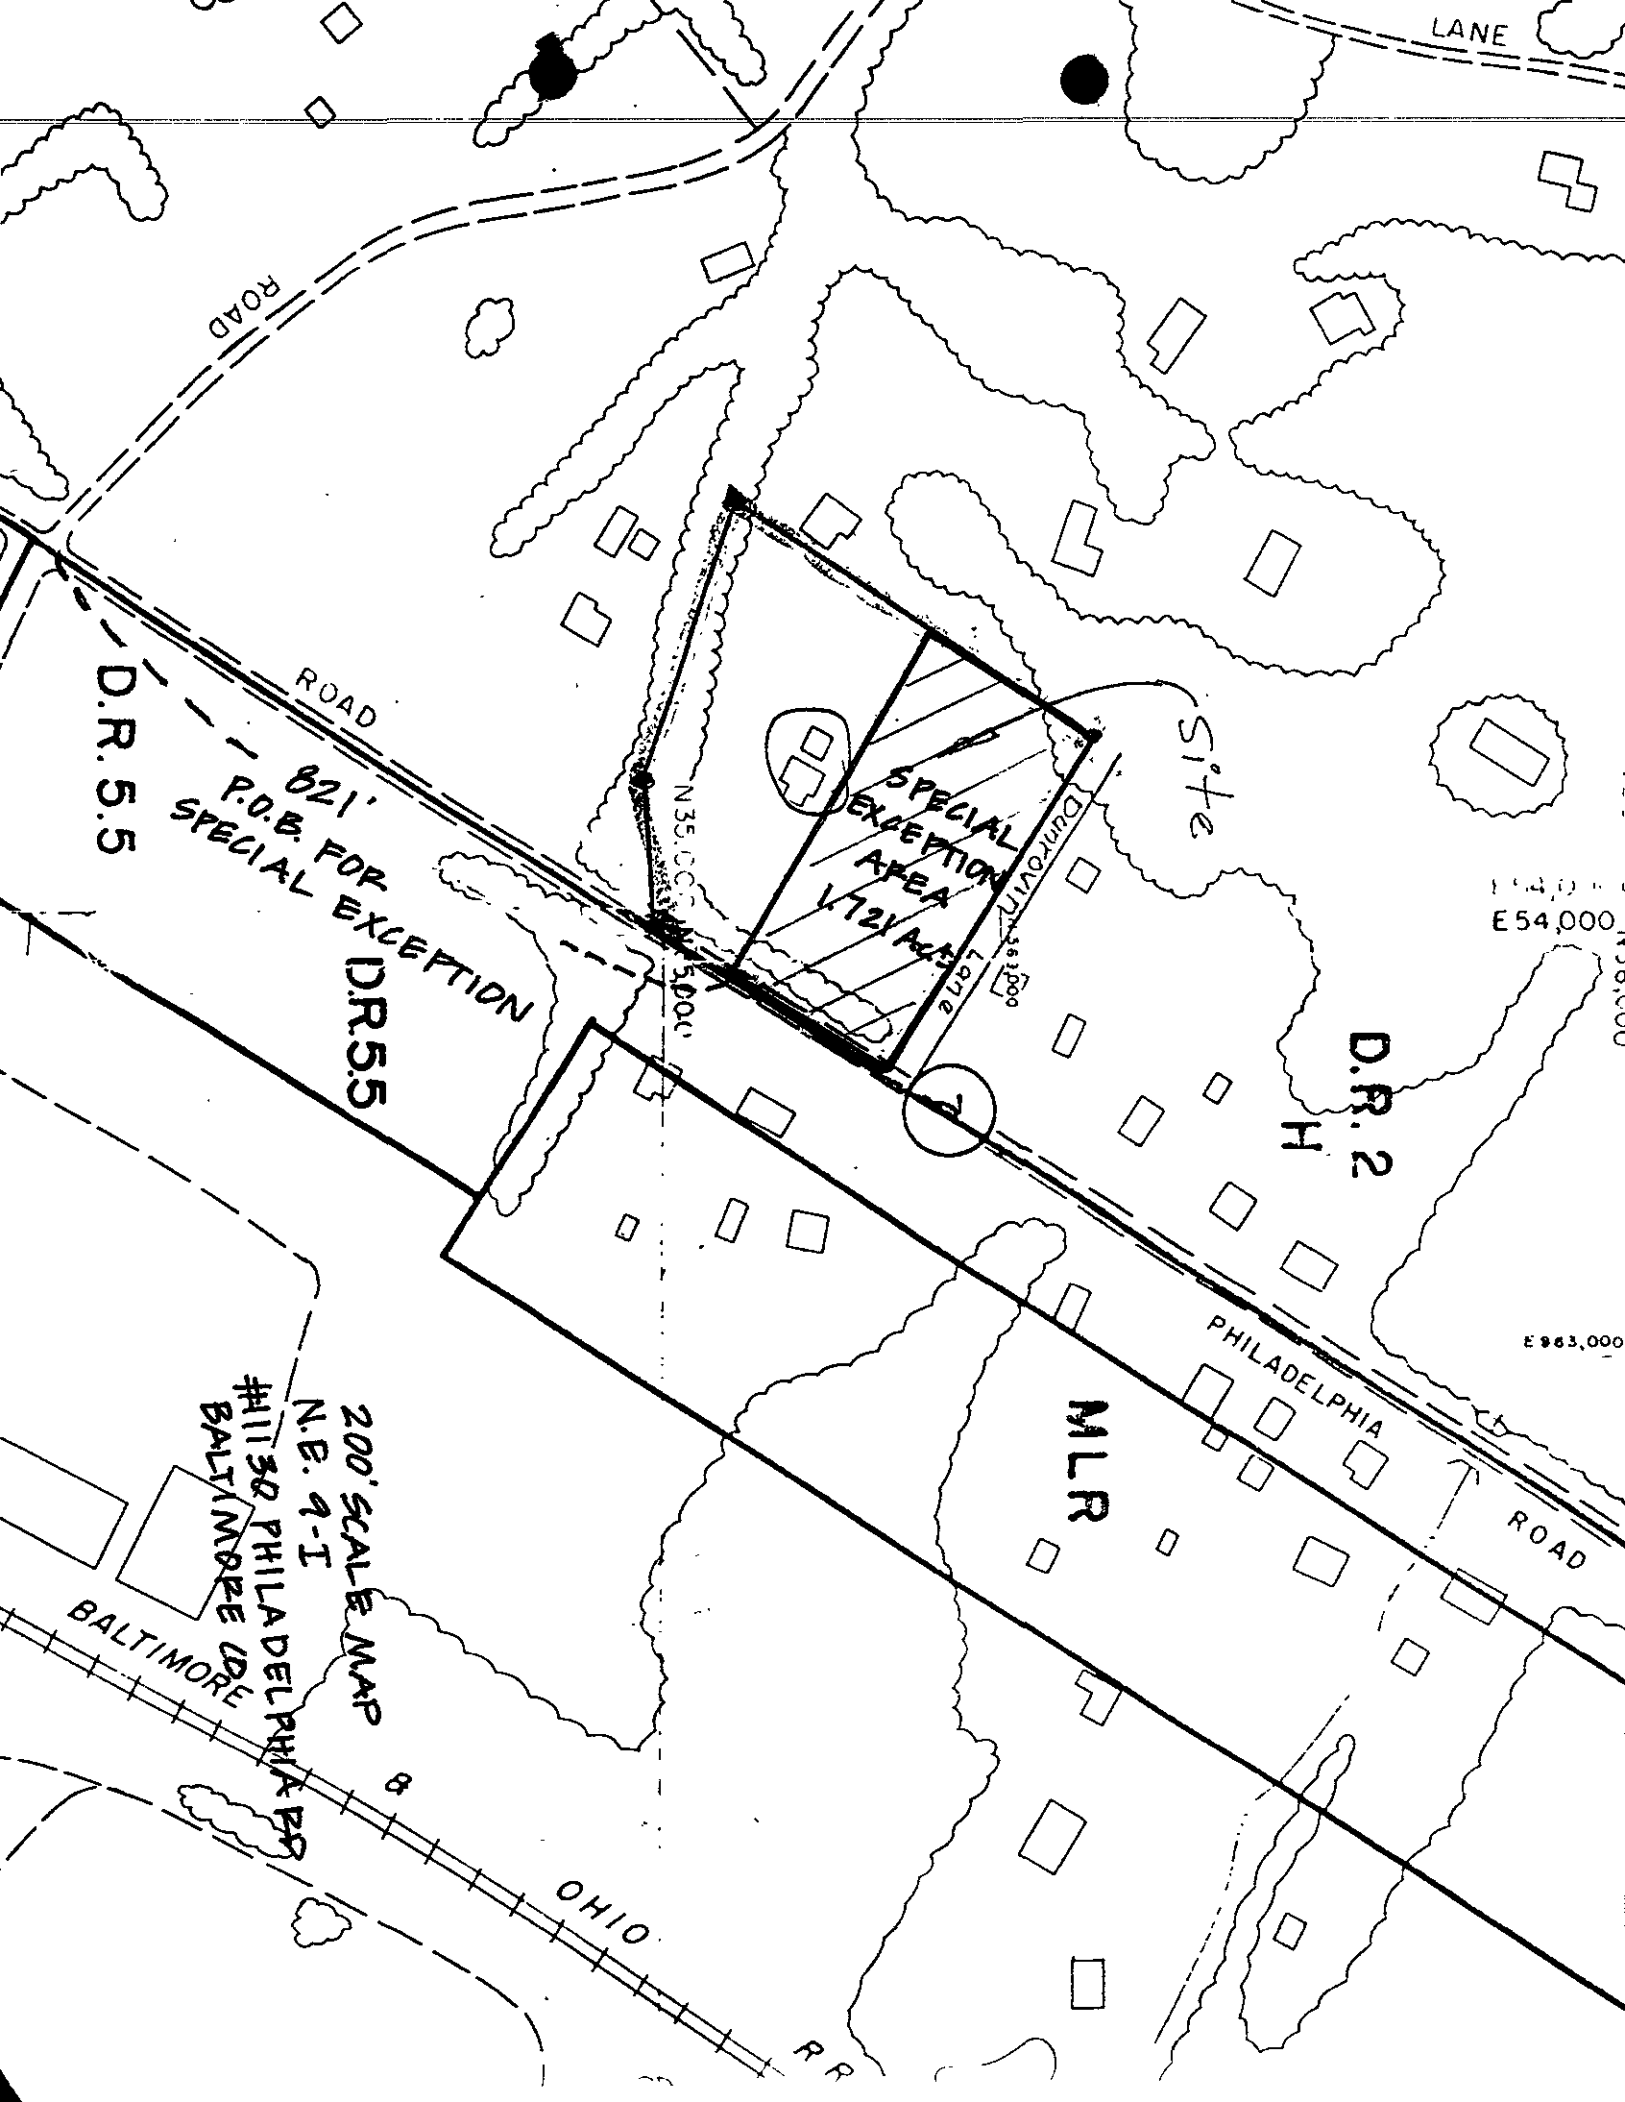 LANE
ROAD
ROAD
D.R. 5.5
821'
P.O.B. FOR
SPECIAL EXCEPTION
D.R.5.5
SPECIAL
EXCEPTION
AREA
1.721 Ac±
Site
Dunrovin Lane
E54,000
D.R. 2
H
E963,000
PHILADELPHIA
ROAD
MLR
200' SCALE MAP
N.E. 9-I
#11130 PHILADELPHIA RD
BALTIMORE CO
BALTIMORE
&
OHIO
RR